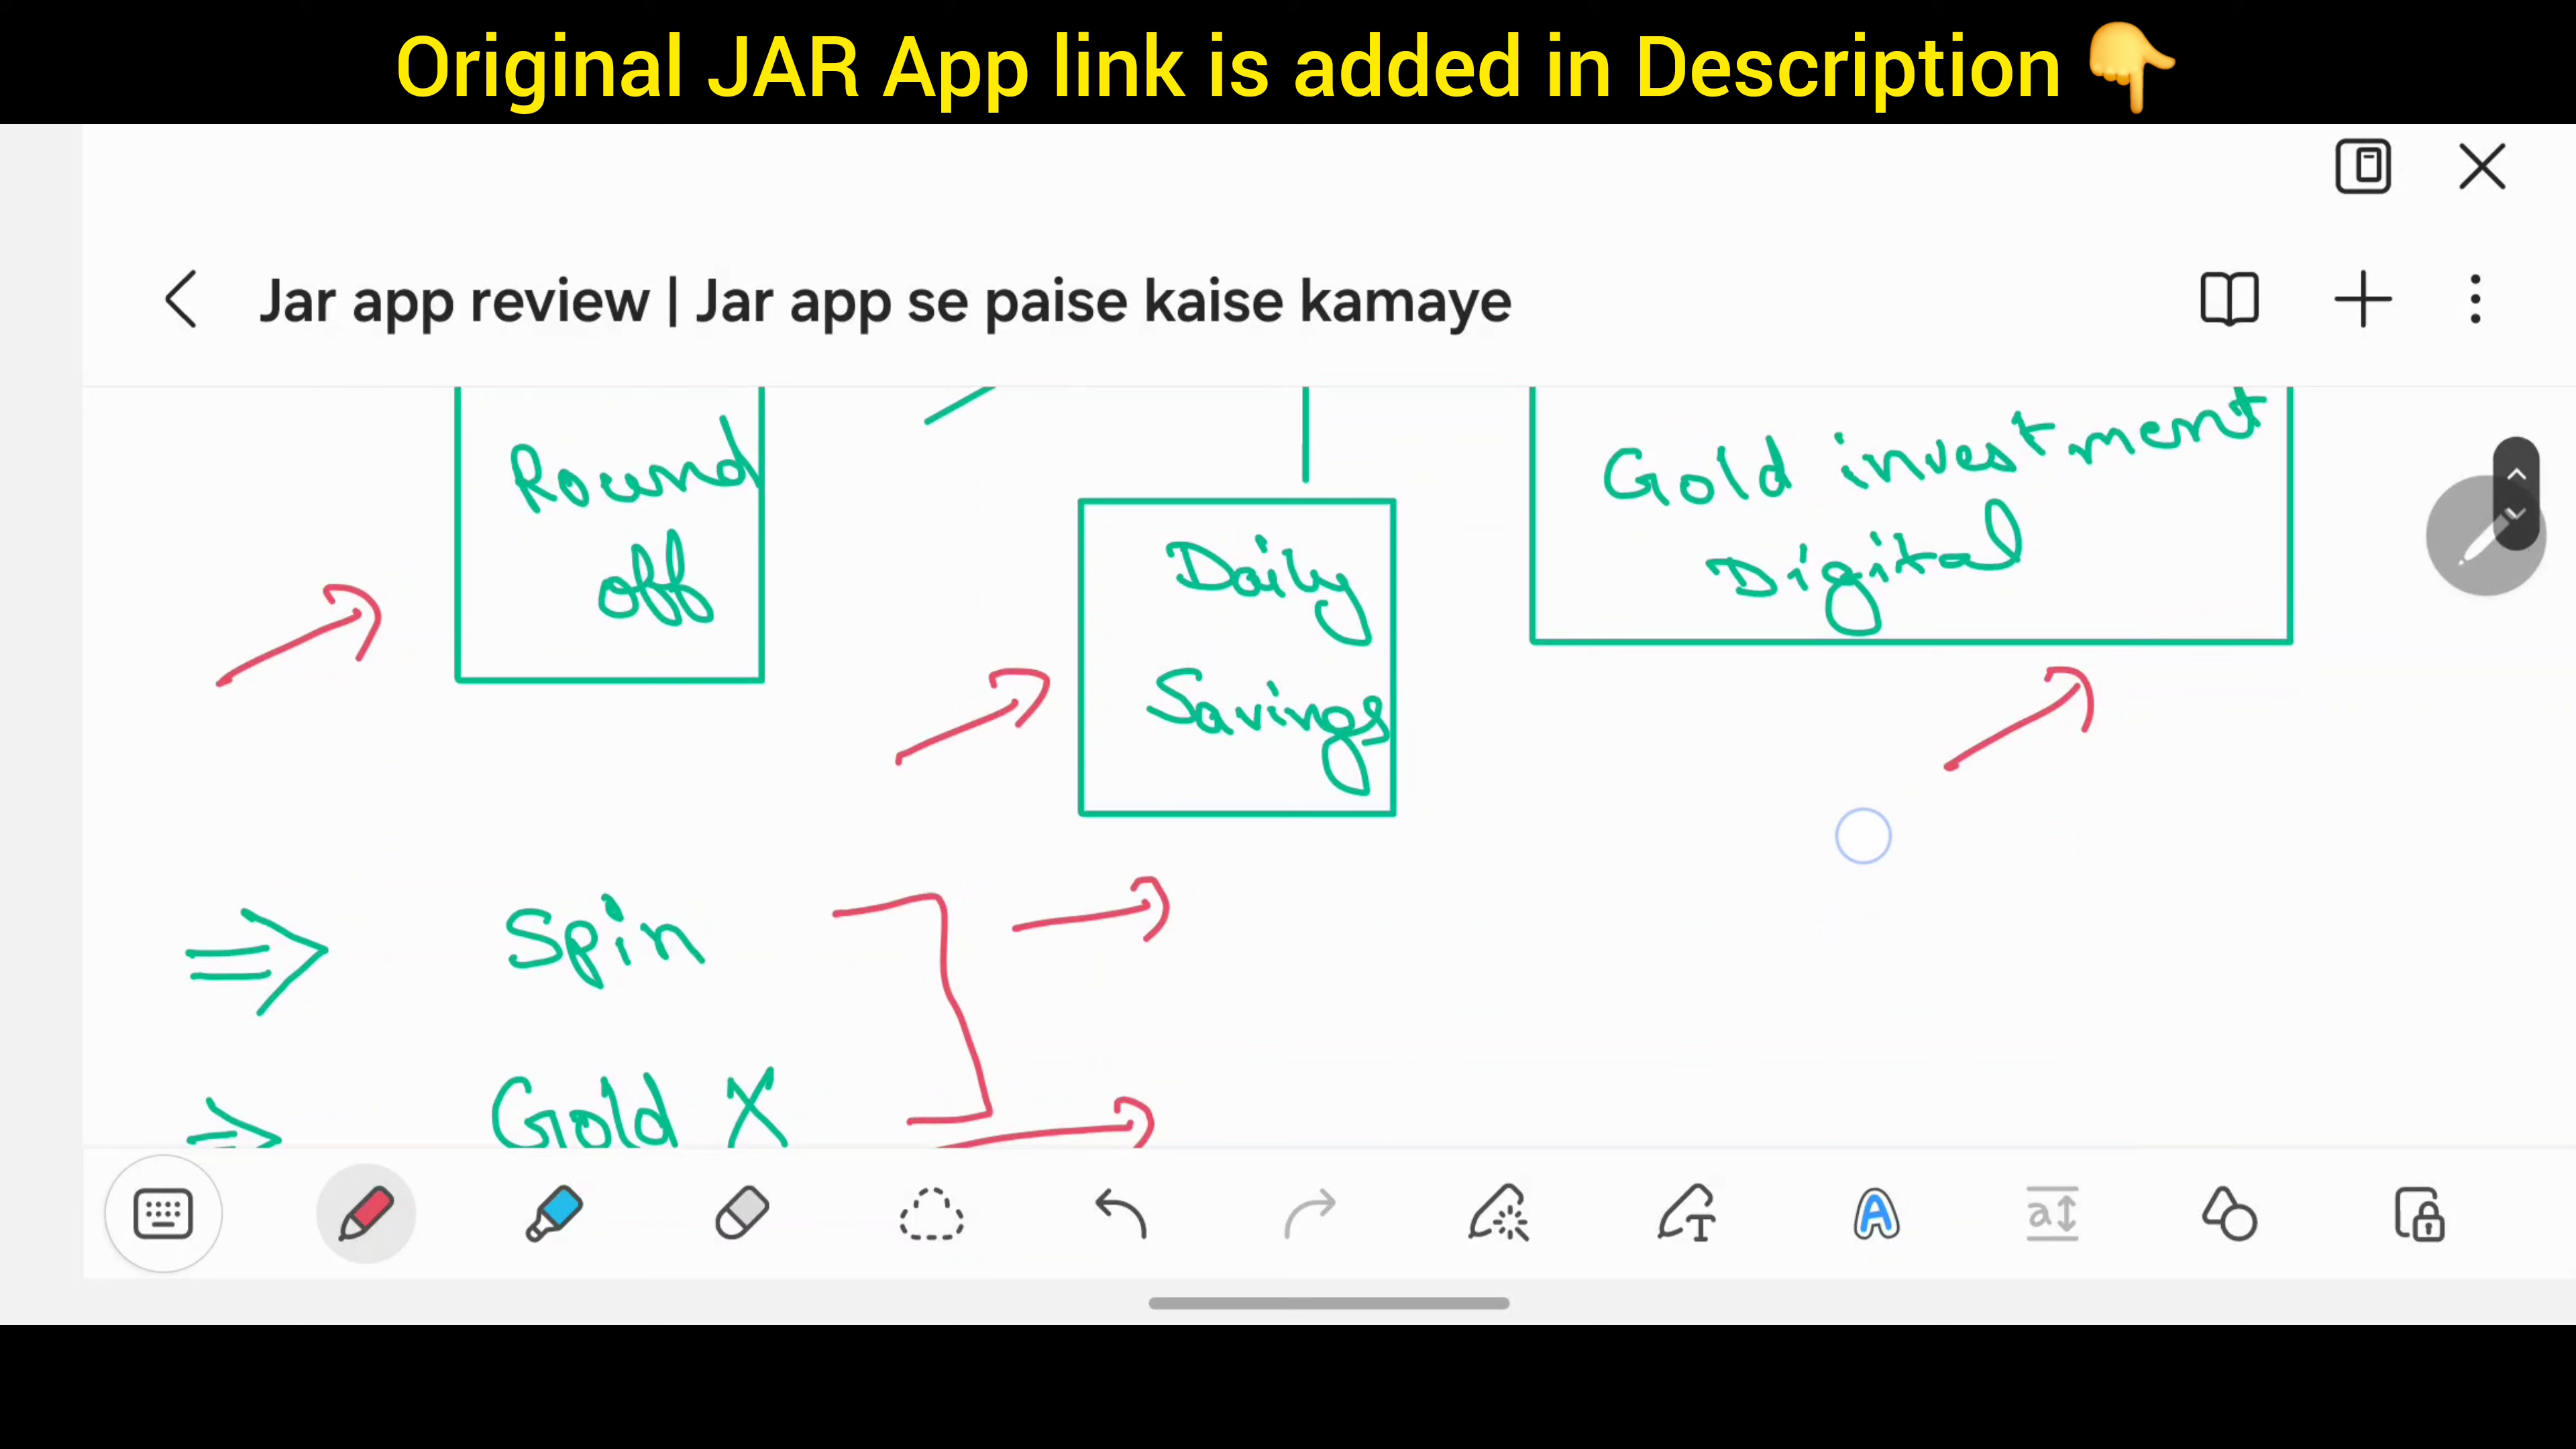 Original JAR App link is added in Description 👇
Jar app review | Jar app se paise kaise kamaye
Round
off
Daily
Savings
Gold investment
Digital
Spin
Gold X